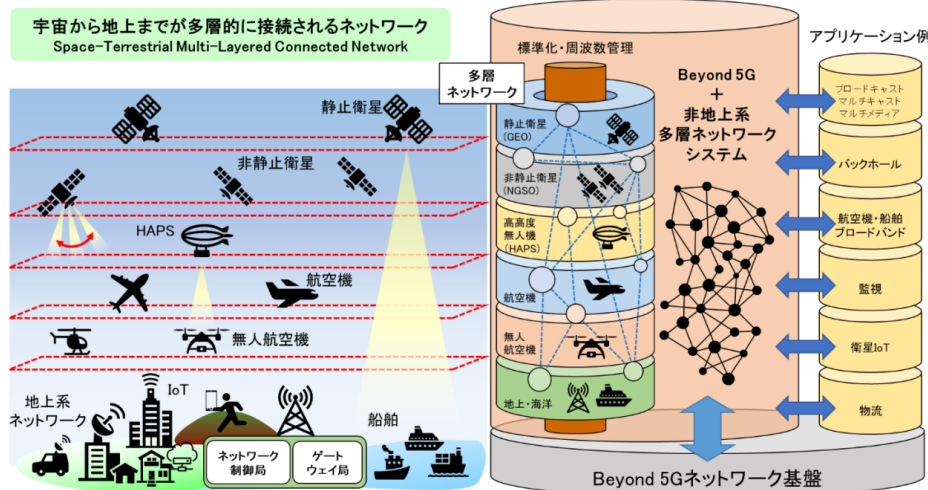 宇宙から地上までが多層的に接続されるネットワーク
Space-Terrestrial Multi-Layered Connected Network
静止衛星
非静止衛星
HAPS
航空機
無人航空機
IoT
地上系
ネットワーク
船舶
ネットワーク
制御局
ゲート
ウェイ局
標準化・周波数管理
多層
ネットワーク
静止衛星
(GEO)
非静止衛星
(NGSO)
高高度
無人機
(HAPS)
航空機
無人
航空機
地上・海洋
Beyond 5G
+
非地上系
多層ネットワーク
システム
アプリケーション例
ブロードキャスト
マルチキャスト
マルチメディア
バックホール
航空機・船舶
ブロードバンド
監視
衛星IoT
物流
Beyond 5Gネットワーク基盤